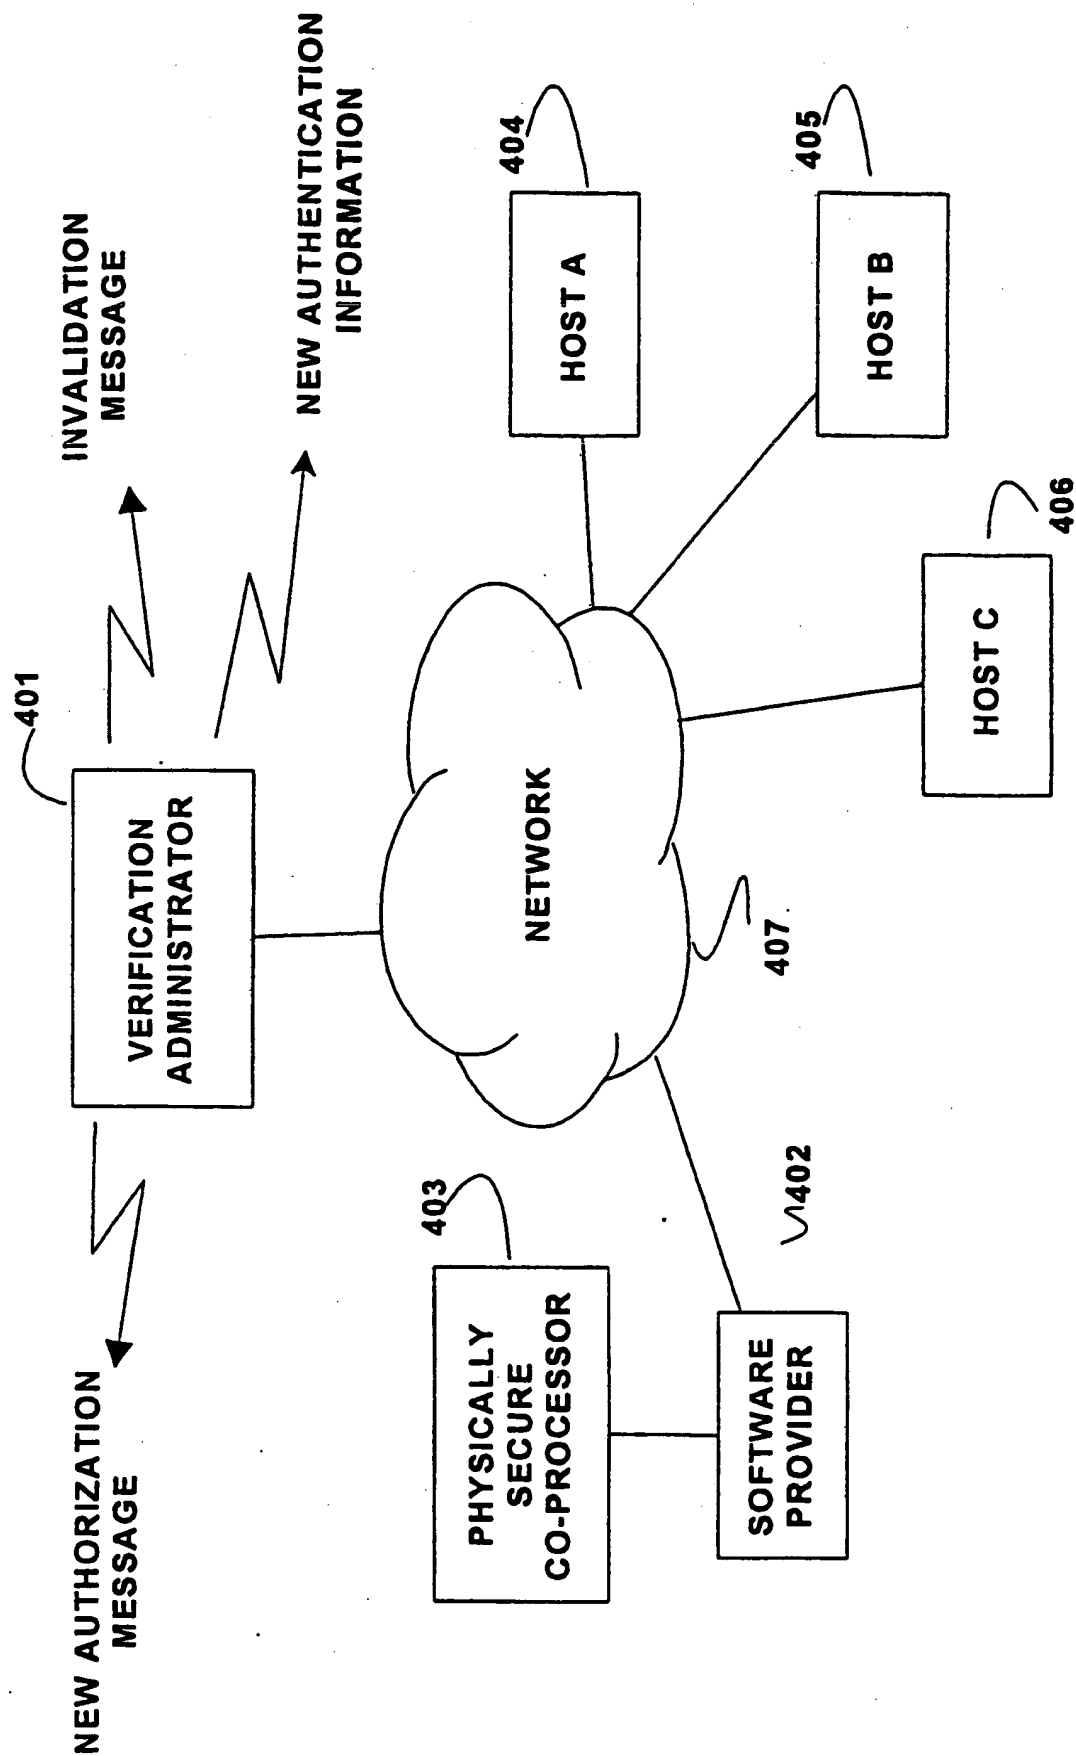 NEW AUTHORIZATION
MESSAGE
401
VERIFICATION
ADMINISTRATOR
INVALIDATION
MESSAGE
NEW AUTHENTICATION
INFORMATION
403
PHYSICALLY
SECURE
CO-PROCESSOR
402
SOFTWARE
PROVIDER
NETWORK
407
404
HOST A
405
HOST B
406
HOST C